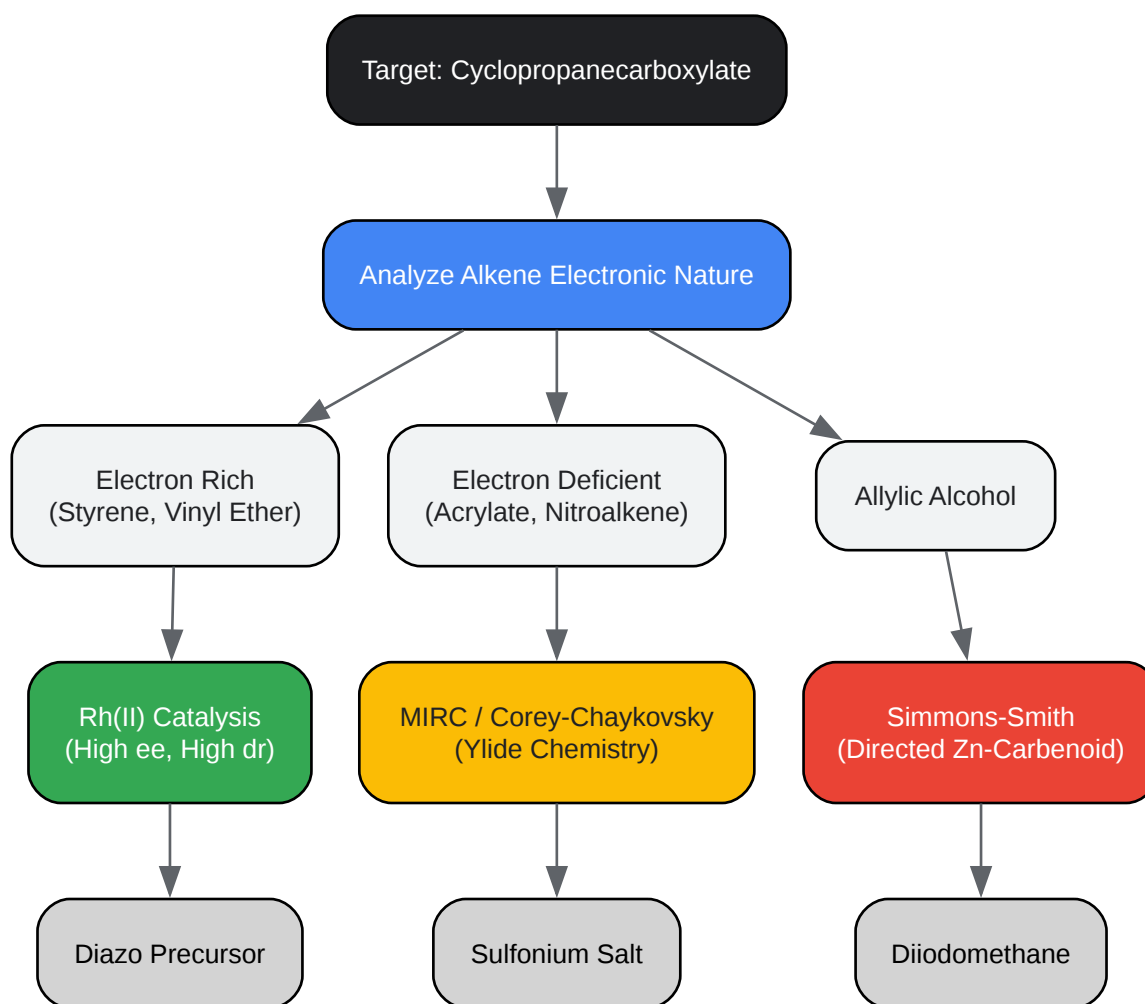 Target: Cyclopropanecarboxylate
Analyze Alkene Electronic Nature
Electron Rich
(Styrene, Vinyl Ether)
Electron Deficient
(Acrylate, Nitroalkene)
Allylic Alcohol
Rh(II) Catalysis
(High ee, High dr)
MIRC / Corey-Chaykovsky
(Ylide Chemistry)
Simmons-Smith
(Directed Zn-Carbenoid)
Diazo Precursor
Sulfonium Salt
Diiodomethane